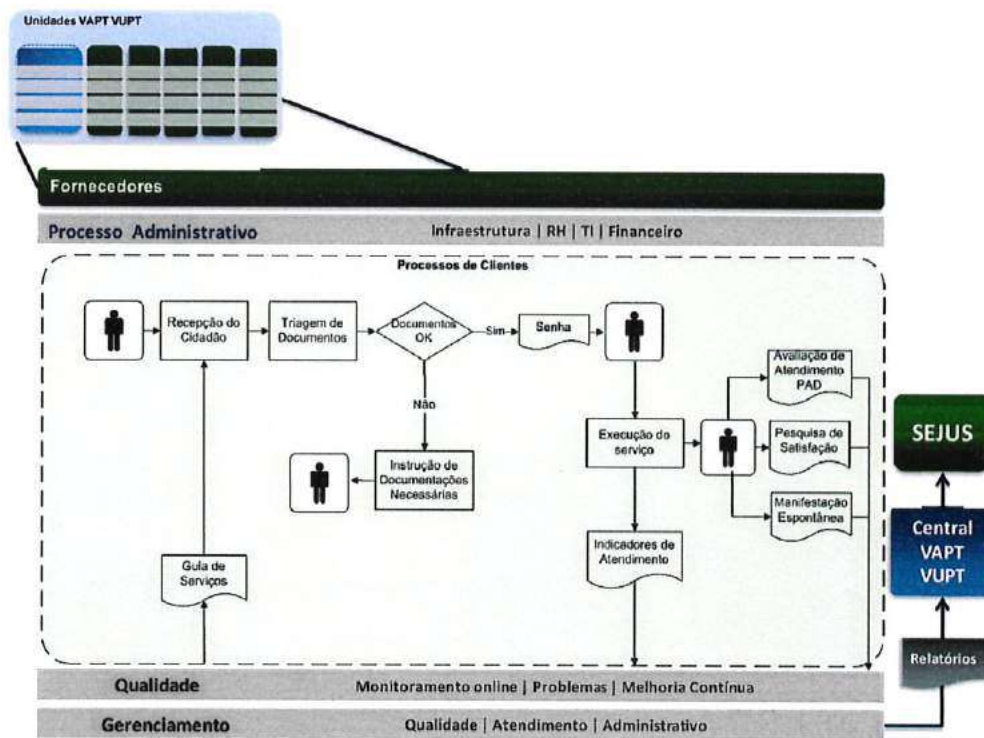 Unidades VAPT VUPT
Fornecedores
Processo Administrativo
Infraestrutura | RH | TI | Financeiro
Processos de Clientes
Recepção do
Cidadão
Triagem de
Documentos
Documentos
OK
Sim
Senha
Não
Instrução de
Documentações
Necessárias
Guia de
Serviços
Execução do
serviço
Indicadores de
Atendimento
Avaliação de
Atendimento
PAD
Pesquisa de
Satisfação
Manifestação
Espontânea
SEJUS
Central
VAPT
VUPT
Relatórios
Qualidade
Monitoramento online | Problemas | Melhoria Contínua
Gerenciamento
Qualidade | Atendimento | Administrativo